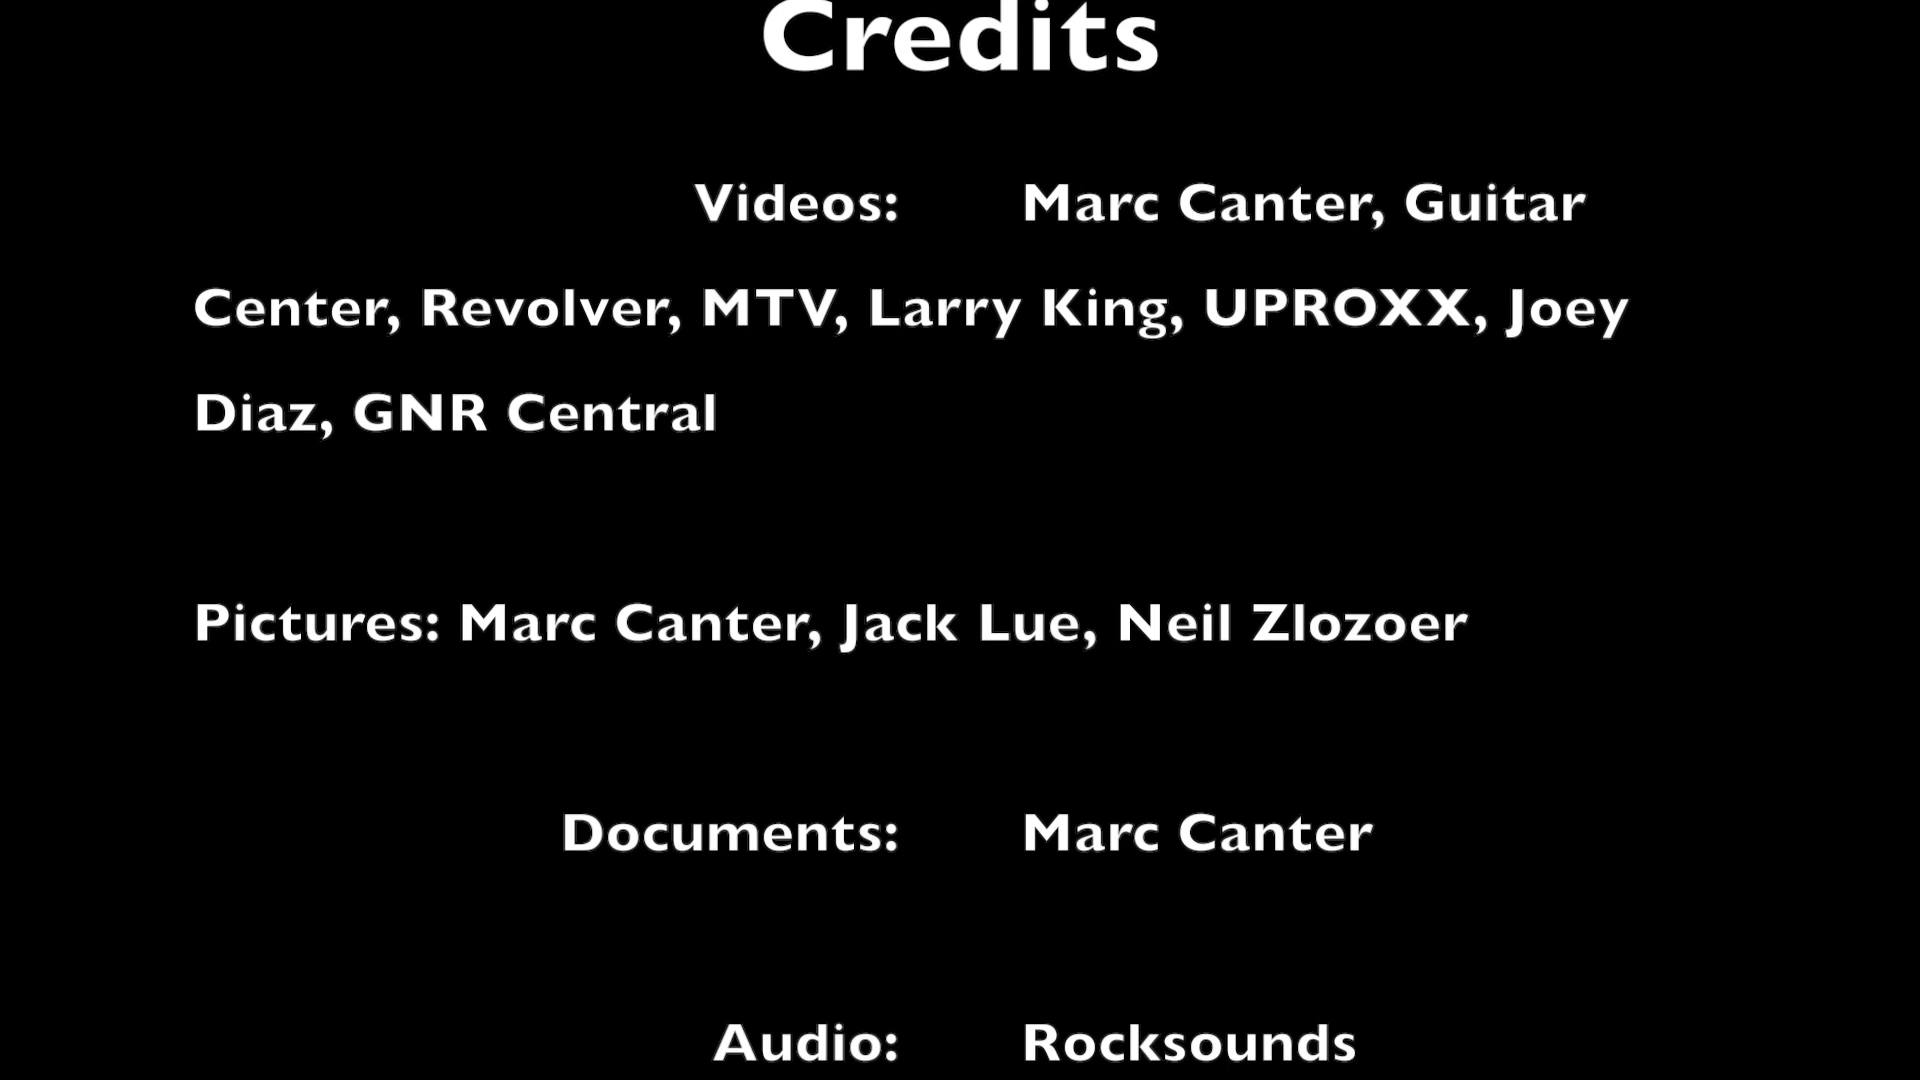 Credits
Videos: Marc Canter, Guitar
Center, Revolver, MTV, Larry King, UPROXX, Joey
Diaz, GNR Central
Pictures: Marc Canter, Jack Lue, Neil Zlozoer
Documents: Marc Canter
Audio: Rocksounds